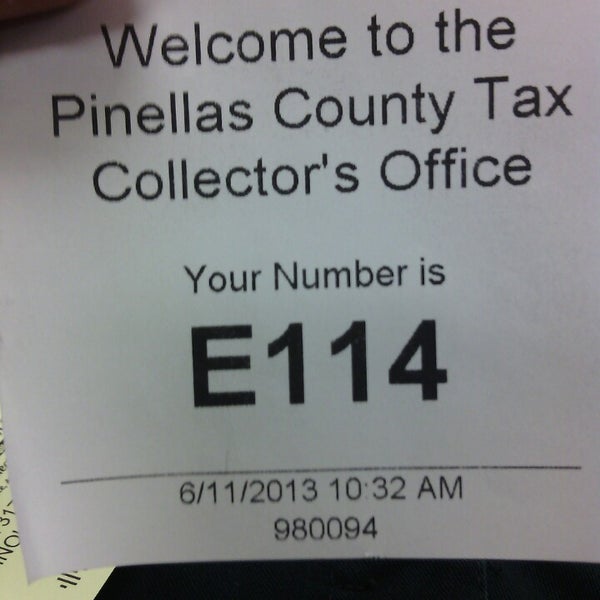 Welcome to the
Pinellas County Tax
Collector's Office
Your Number is
E114
6/11/2013 10:32 AM
980094